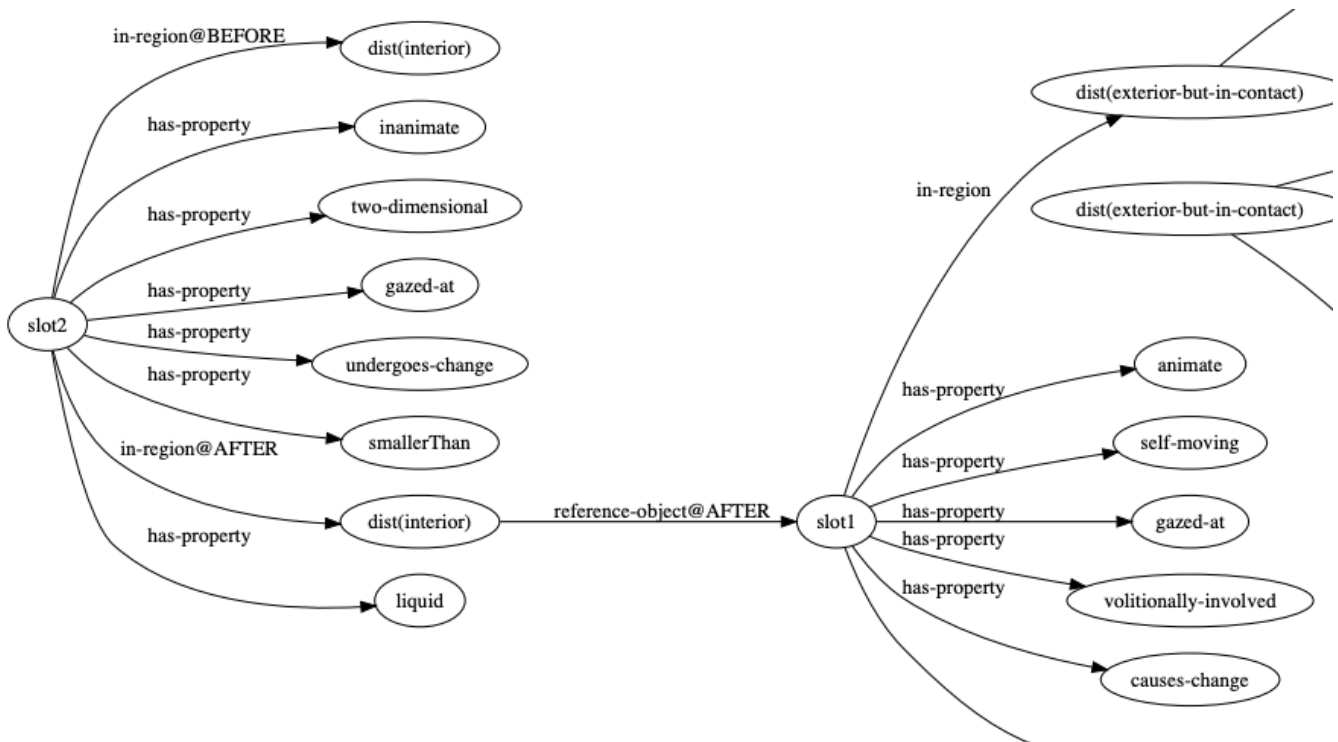 in-region@BEFORE
dist(interior)
has-property
inanimate
has-property
two-dimensional
has-property
gazed-at
slot2
has-property
undergoes-change
has-property
smallerThan
in-region@AFTER
dist(interior)
has-property
liquid
reference-object@AFTER
slot1
in-region
dist(exterior-but-in-contact)
dist(exterior-but-in-contact)
has-property
animate
has-property
self-moving
has-property
gazed-at
has-property
volitionally-involved
has-property
causes-change